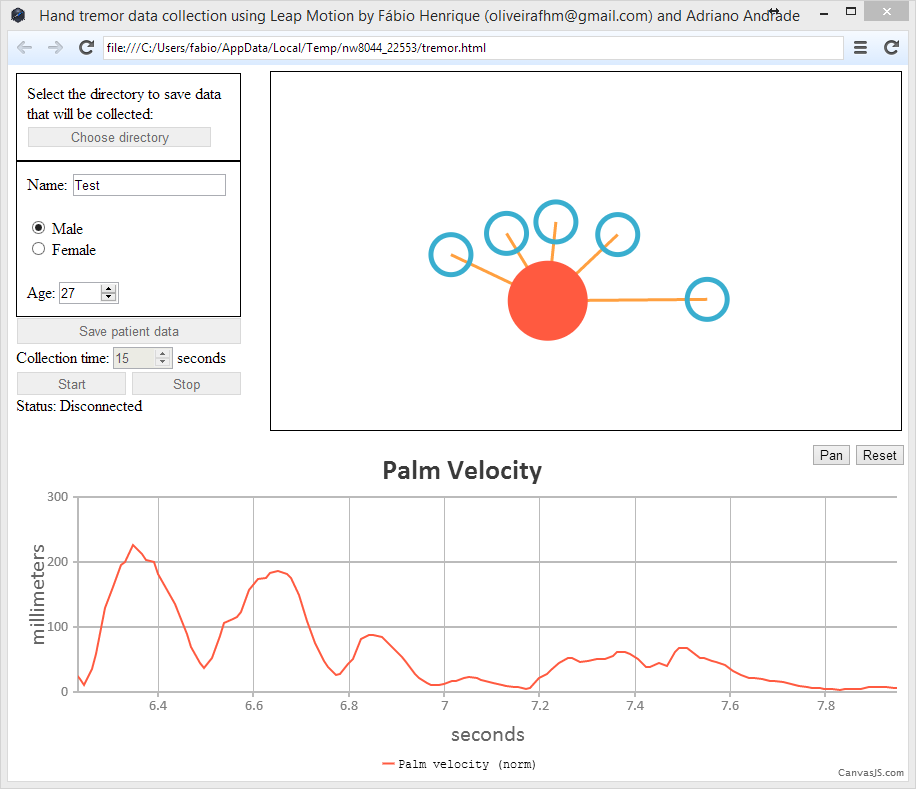 Hand tremor data collection using Leap Motion by Fábio Henrique (oliveirafhm@gmail.com) and Adriano Andrade
file:///C:/Users/fabio/AppData/Local/Temp/nw8044_22553/tremor.html
Select the directory to save data
that will be collected:
Choose directory
Name: Test
Male
Female
Age: 27
Save patient data
Collection time: 15 seconds
Start Stop
Status: Disconnected
Pan Reset
Palm Velocity
300
200
100
0
millimeters
6.4 6.6 6.8 7 7.2 7.4 7.6 7.8
seconds
Palm velocity (norm)
CanvasJS.com